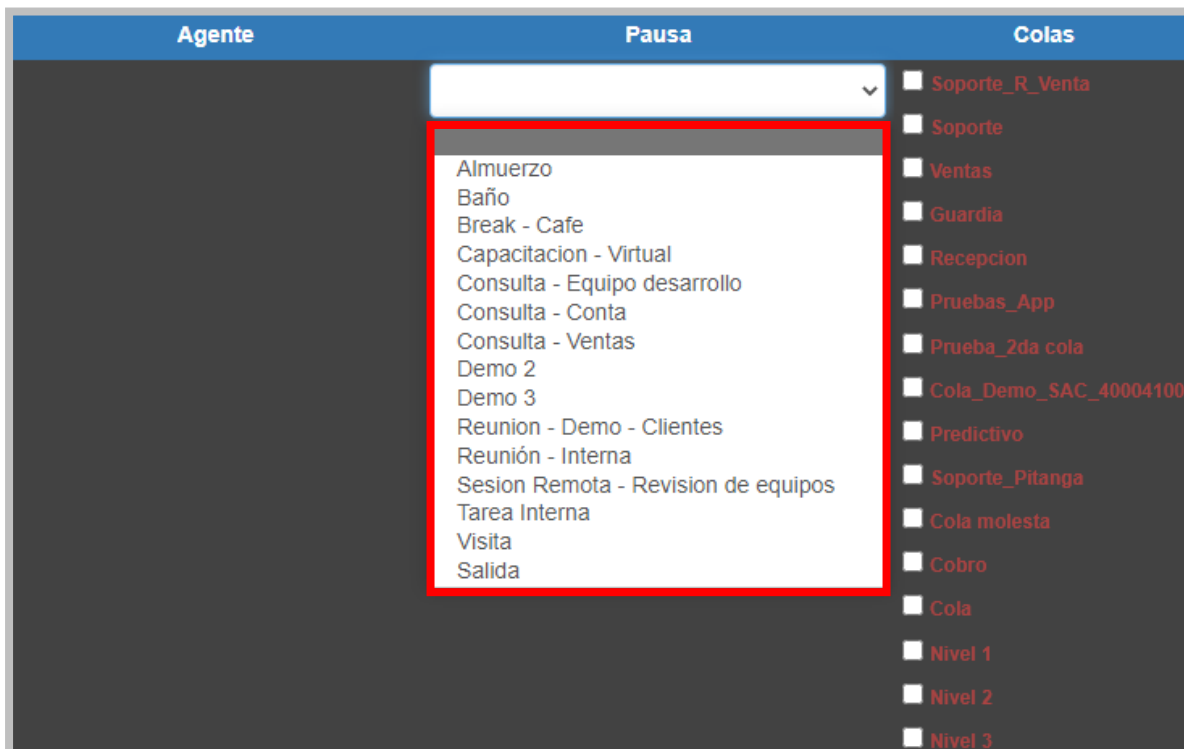 Agente Pausa Colas
Soporte_R_Venta
Soporte
Ventas
Guardia
Recepcion
Pruebas_App
Prueba_2da cola
Cola_Demo_SAC_40004100
Predictivo
Soporte_Pitanga
Cola molesta
Cobro
Cola
Nivel 1
Nivel 2
Nivel 3
Almuerzo
Baño
Break - Cafe
Capacitacion - Virtual
Consulta - Equipo desarrollo
Consulta - Conta
Consulta - Ventas
Demo 2
Demo 3
Reunion - Demo - Clientes
Reunión - Interna
Sesion Remota - Revision de equipos
Tarea Interna
Visita
Salida